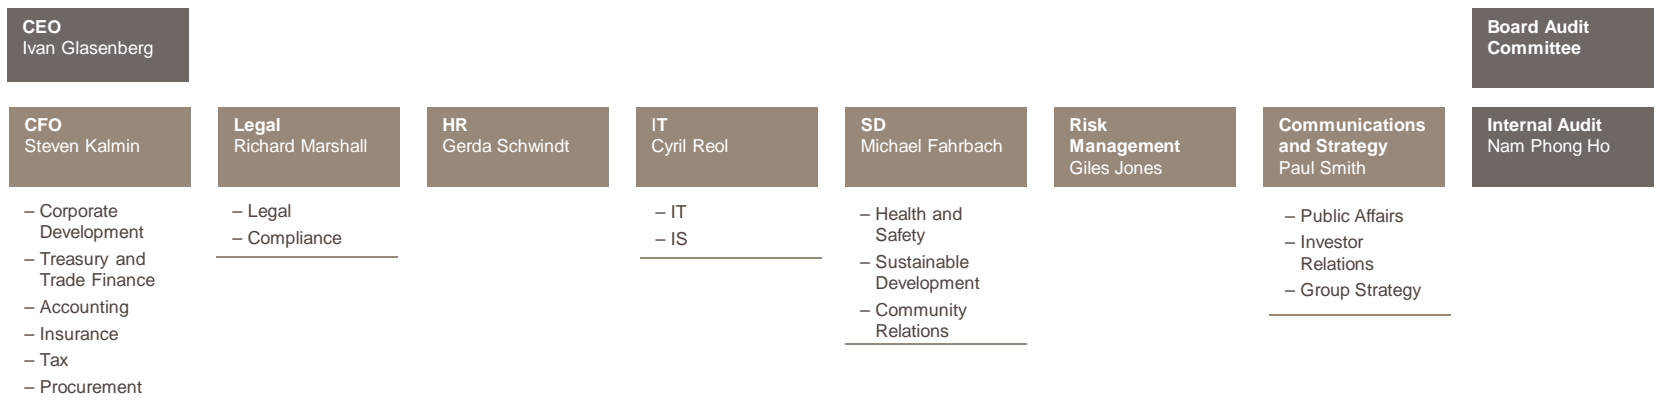 CEO
Ivan Glasenberg
Board Audit
Committee
CFO
Steven Kalmin
Legal
Richard Marshall
HR
Gerda Schwindt
IT
Cyril Reol
SD
Michael Fahrbach
Risk
Management
Giles Jones
Communications
and Strategy
Paul Smith
Internal Audit
Nam Phong Ho
– Corporate
Development
– Treasury and
Trade Finance
– Accounting
– Insurance
– Tax
– Procurement
– Legal
– Compliance
– IT
– IS
– Health and
Safety
– Sustainable
Development
– Community
Relations
– Public Affairs
– Investor
Relations
– Group Strategy